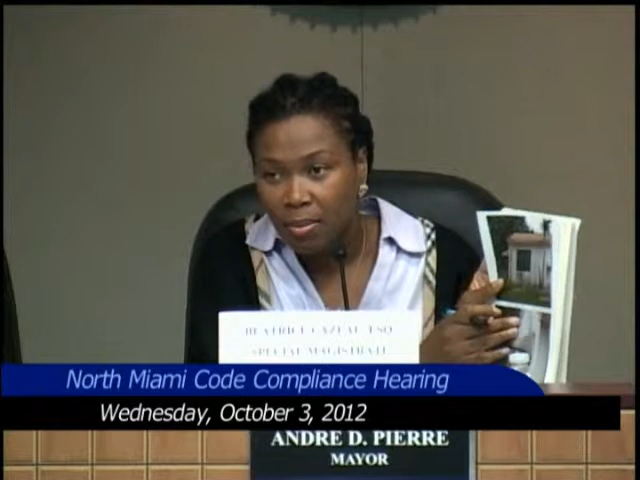 BEATRICE CAZEAU, ESQ
SPECIAL MAGISTRATE
North Miami Code Compliance Hearing
Wednesday, October 3, 2012
ANDRE D. PIERRE
MAYOR